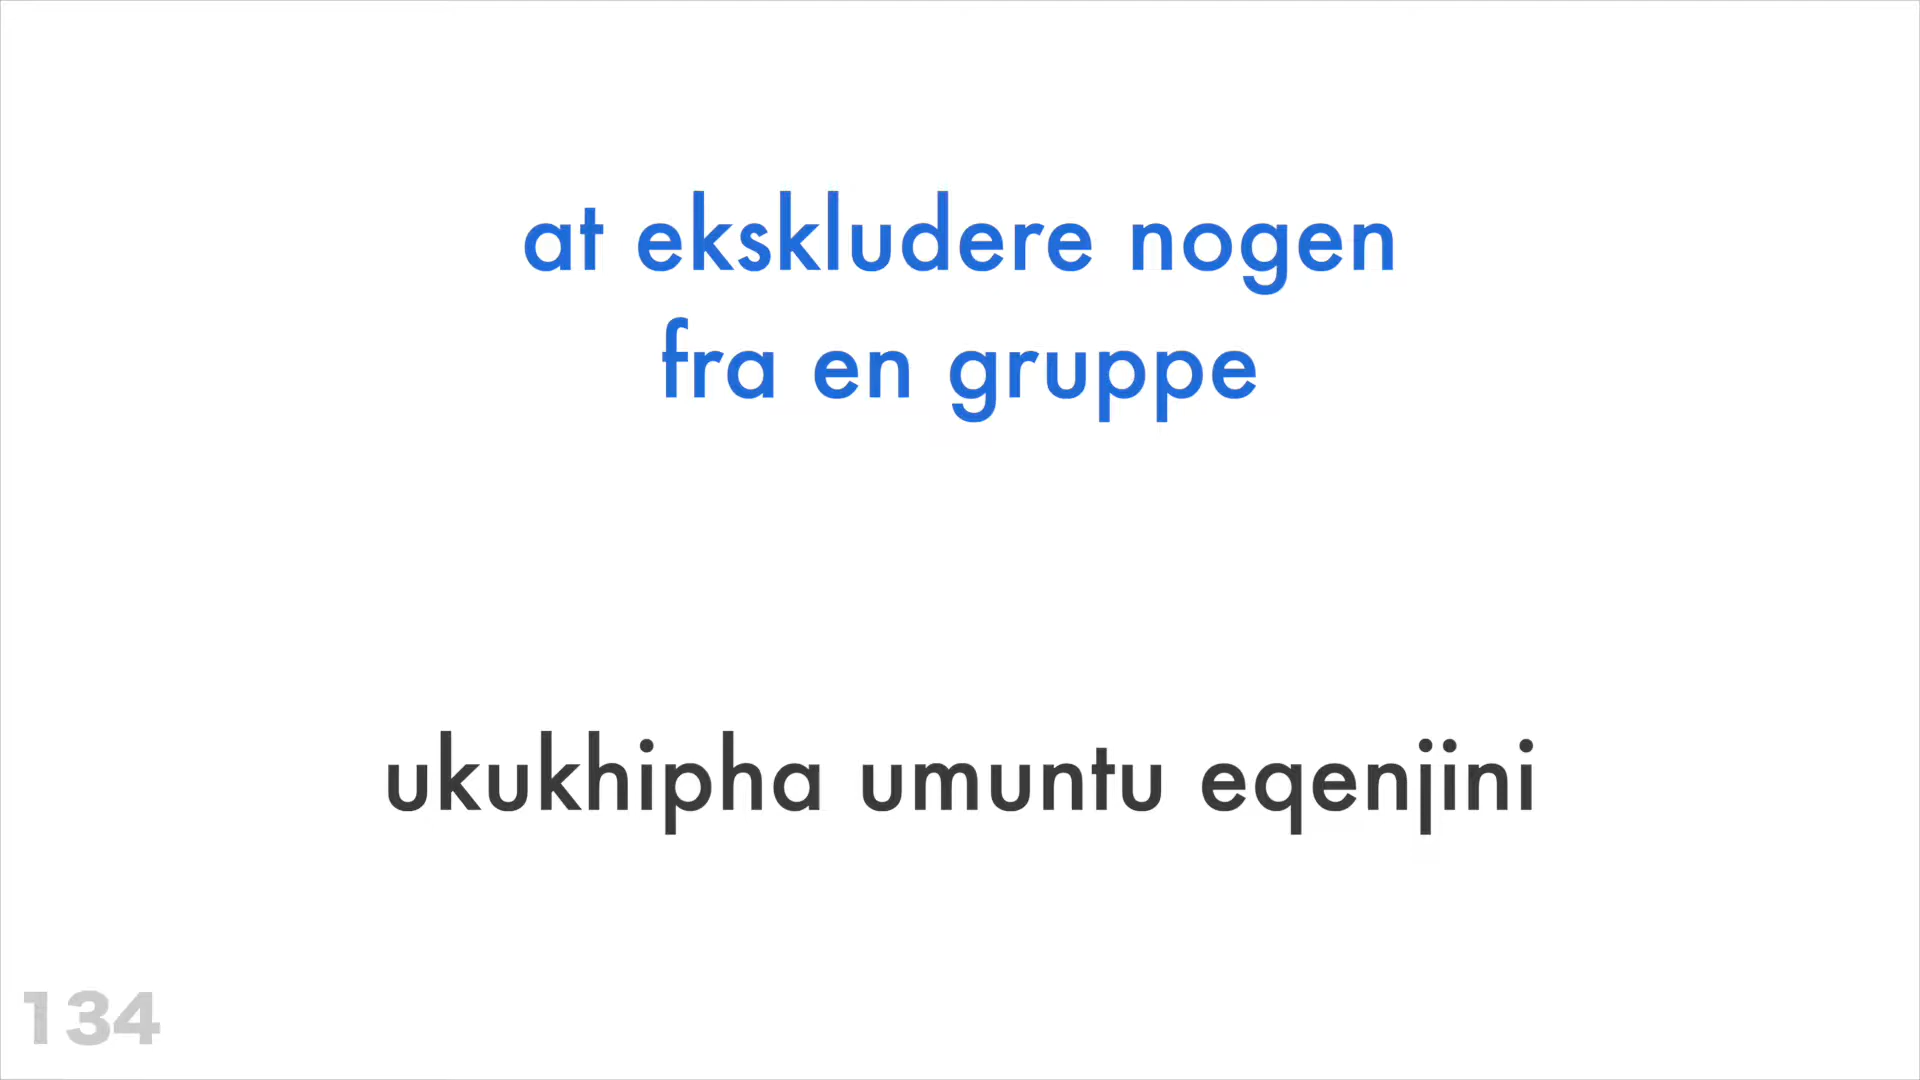 at ekskludere nogen
fra en gruppe
ukukhipha umuntu eqenjini
134